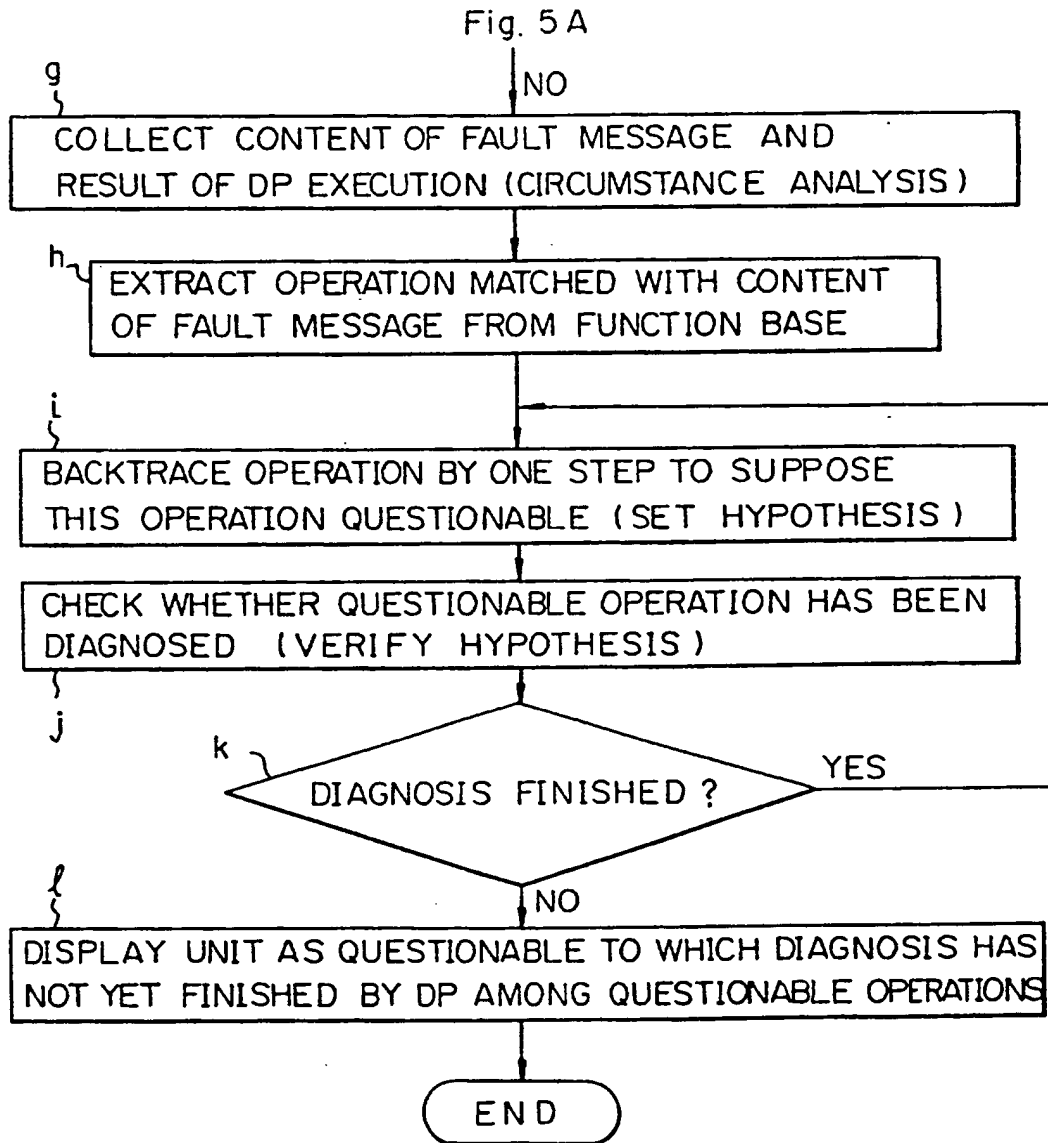 Fig. 5A
g
NO
COLLECT CONTENT OF FAULT MESSAGE AND
RESULT OF DP EXECUTION (CIRCUMSTANCE ANALYSIS)
h
EXTRACT OPERATION MATCHED WITH CONTENT
OF FAULT MESSAGE FROM FUNCTION BASE
i
BACKTRACE OPERATION BY ONE STEP TO SUPPOSE
THIS OPERATION QUESTIONABLE (SET HYPOTHESIS)
CHECK WHETHER QUESTIONABLE OPERATION HAS BEEN
DIAGNOSED (VERIFY HYPOTHESIS)
j
k
DIAGNOSIS FINISHED?
YES
NO
l
DISPLAY UNIT AS QUESTIONABLE TO WHICH DIAGNOSIS HAS
NOT YET FINISHED BY DP AMONG QUESTIONABLE OPERATIONS
END